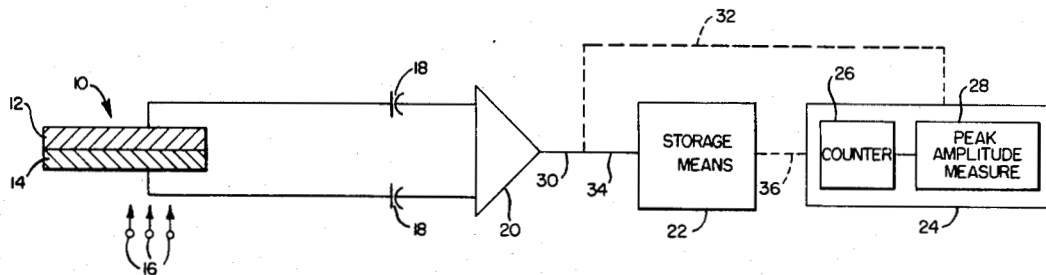 32
10
18
26
28
12
14
30
34
STORAGE
MEANS
36
COUNTER
PEAK
AMPLITUDE
MEASURE
18
20
22
24
16